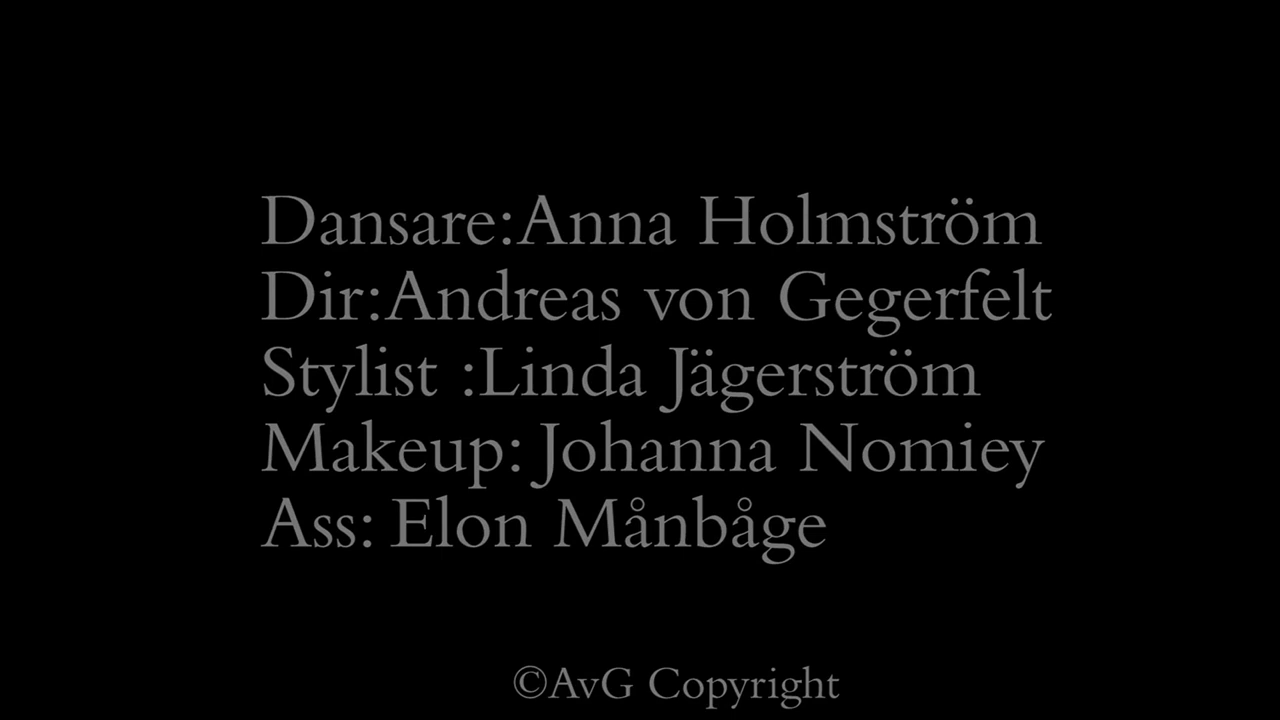 Dansare:Anna Holmström
Dir:Andreas von Gegerfelt
Stylist :Linda Jägerström
Makeup: Johanna Nomiey
Ass: Elon Månbåge
©AvG Copyright